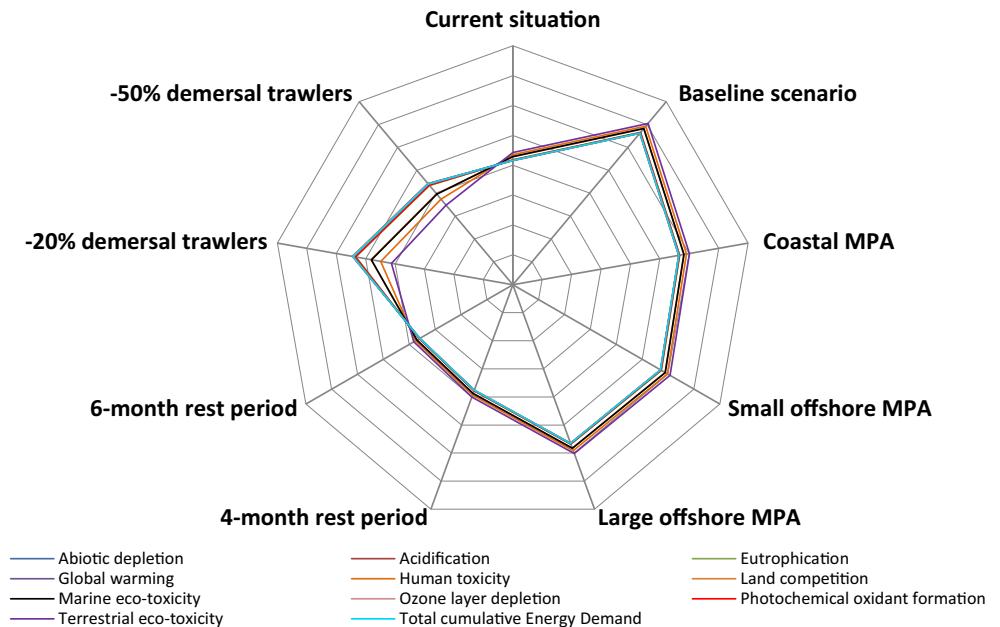 Current situation
-50% demersal trawlers
Baseline scenario
-20% demersal trawlers
Coastal MPA
6-month rest period
Small offshore MPA
4-month rest period
Large offshore MPA
Abiotic depletion
Acidification
Eutrophication
Global warming
Human toxicity
Land competition
Marine eco-toxicity
Ozone layer depletion
Photochemical oxidant formation
Terrestrial eco-toxicity
Total cumulative Energy Demand